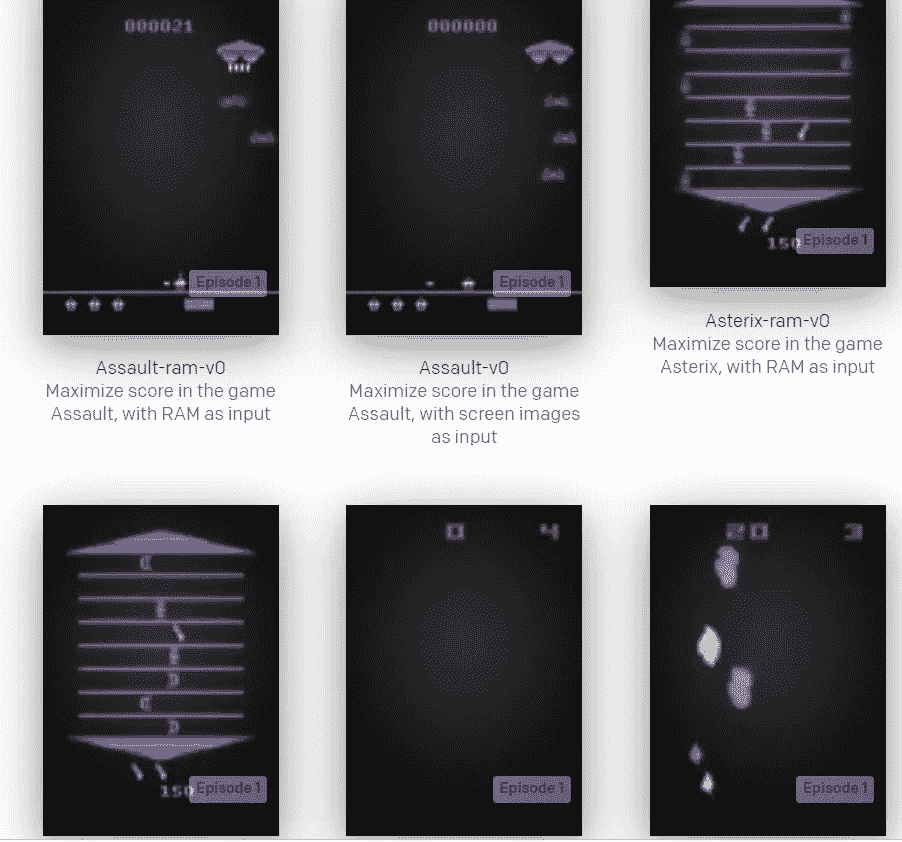 000021
000000
Episode 1
Episode 1
150
Episode 1
Assault-ram-v0
Maximize score in the game
Assault, with RAM as input
Assault-v0
Maximize score in the game
Assault, with screen images
as input
Asterix-ram-v0
Maximize score in the game
Asterix, with RAM as input
C
D
C
D
150
Episode 1
0 4
Episode 1
20 3
Episode 1